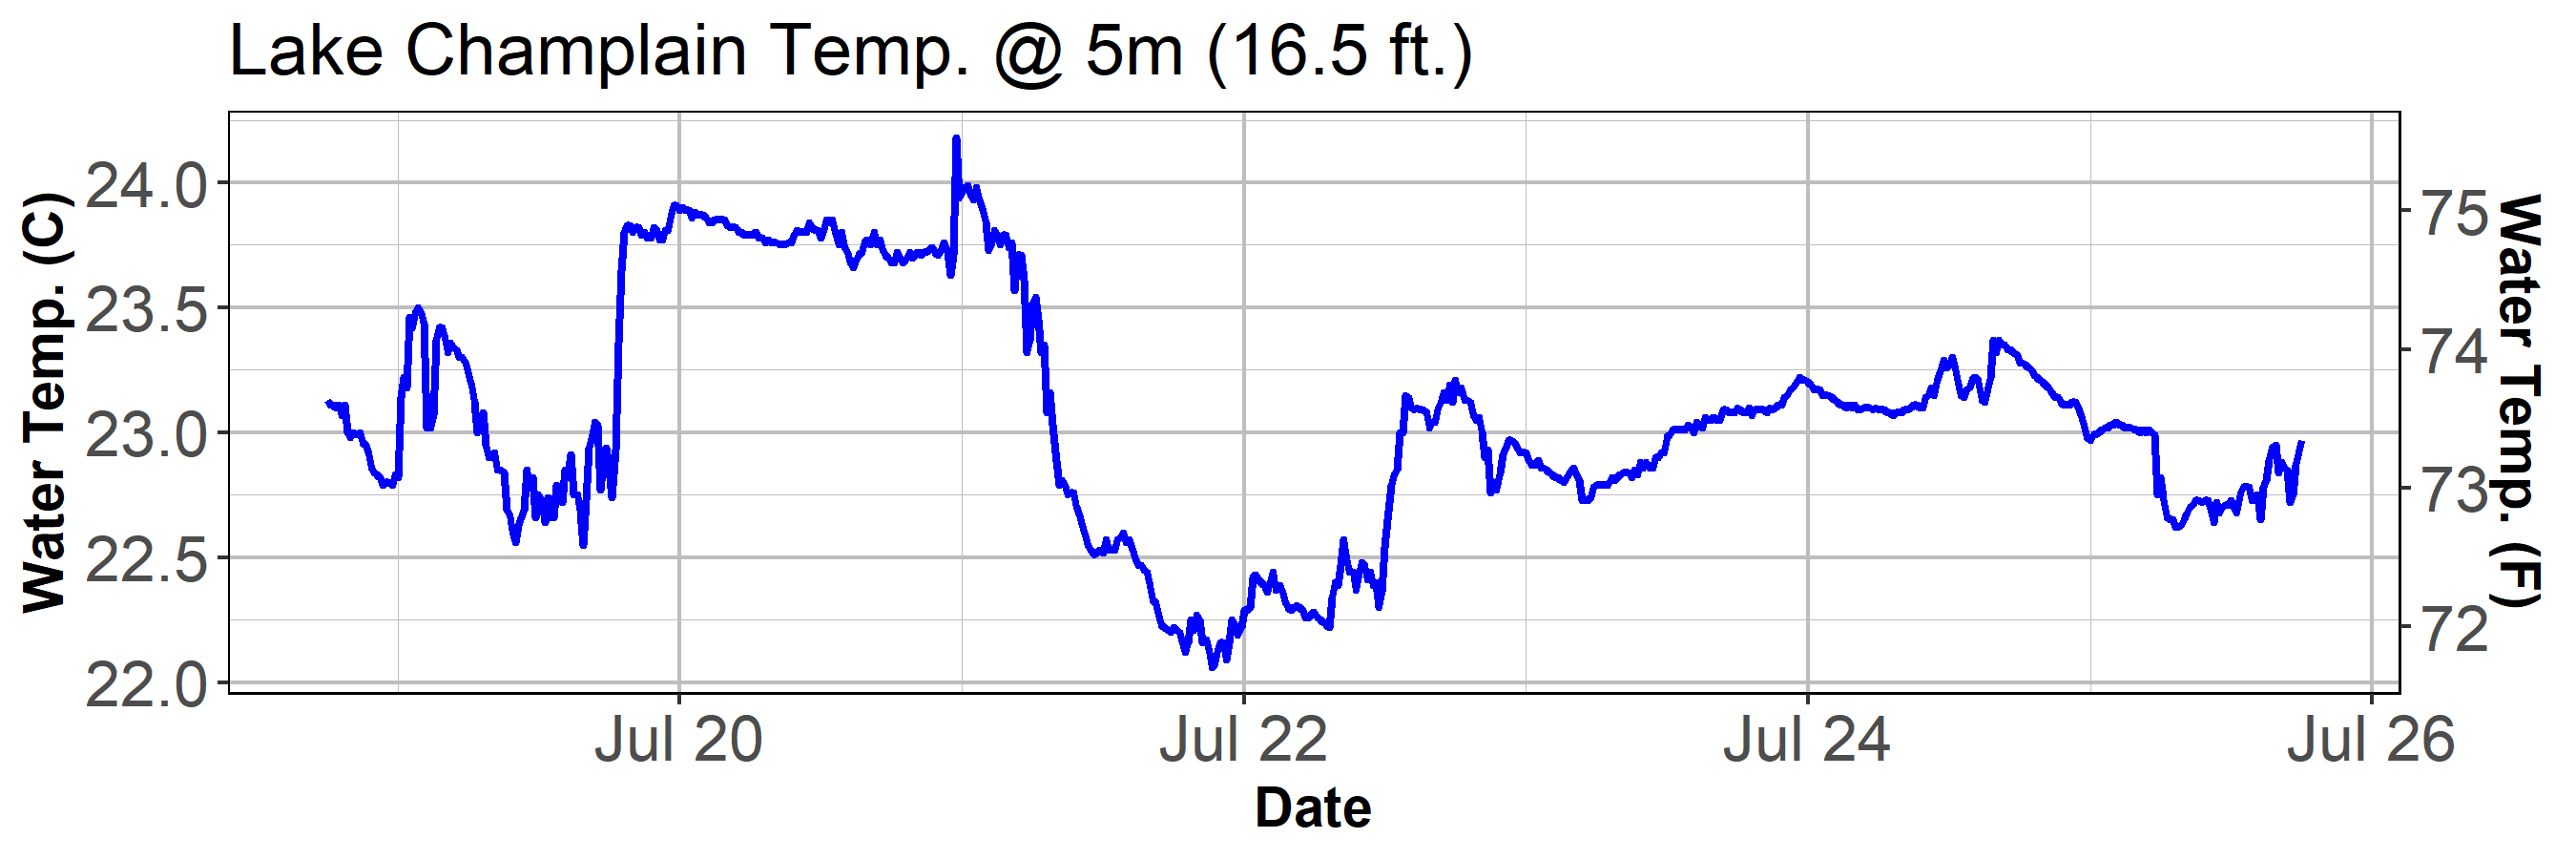 Lake Champlain Temp. @ 5m (16.5 ft.)
Water Temp. (C)
24.0
23.5
23.0
22.5
22.0
75
74
73
72
Water Temp. (F)
Jul 20
Jul 22
Jul 24
Jul 26
Date